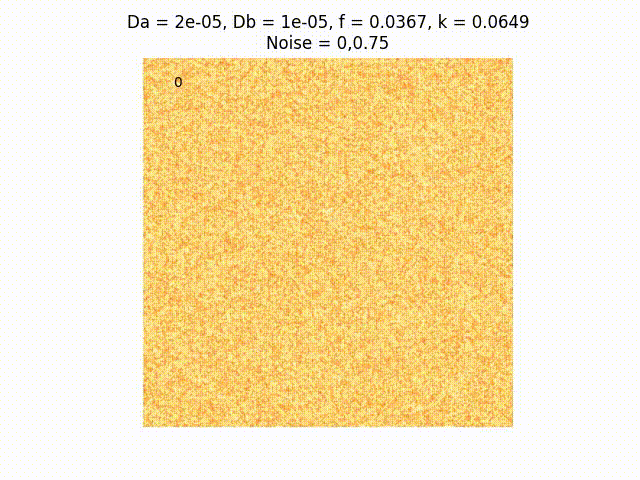 Da = 2e-05, Db = 1e-05, f = 0.0367, k = 0.0649
Noise = 0,0.75
0